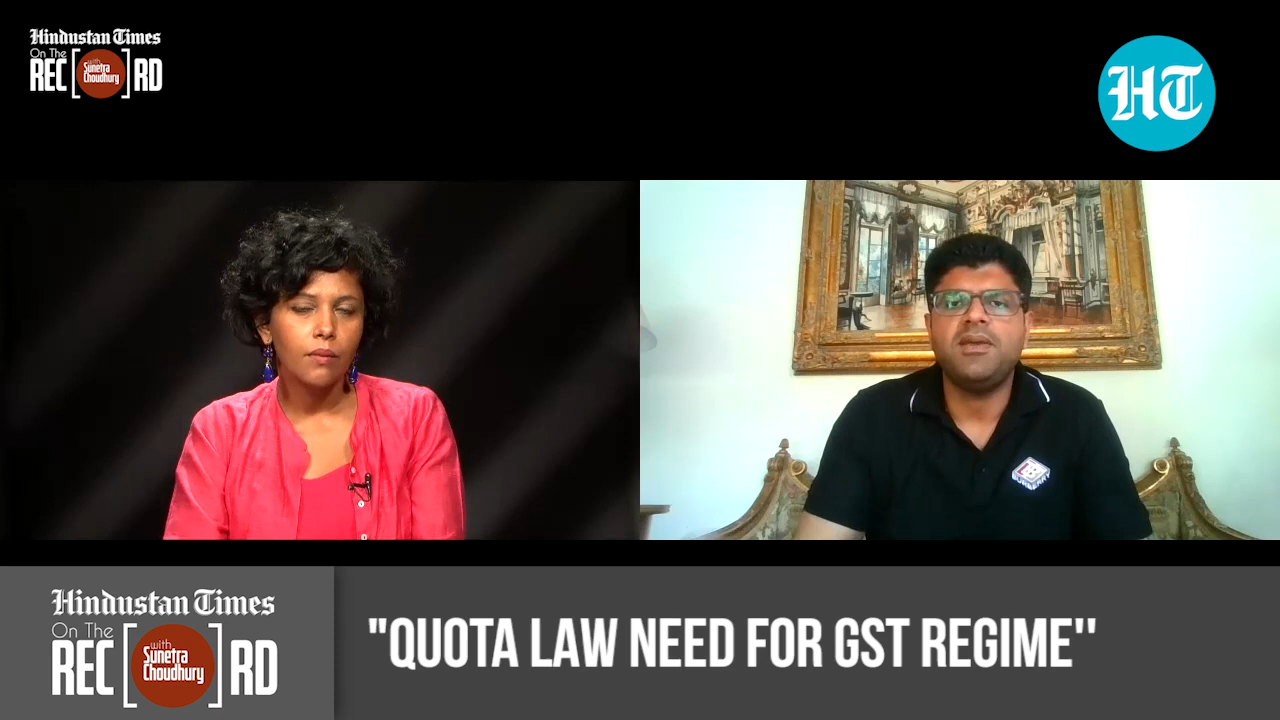 Hindustan Times
On The
REC[with Sunetra Choudhury]RD
HT
BURBERRY
Hindustan Times
On The
REC[with Sunetra Choudhury]RD
"QUOTA LAW NEED FOR GST REGIME"